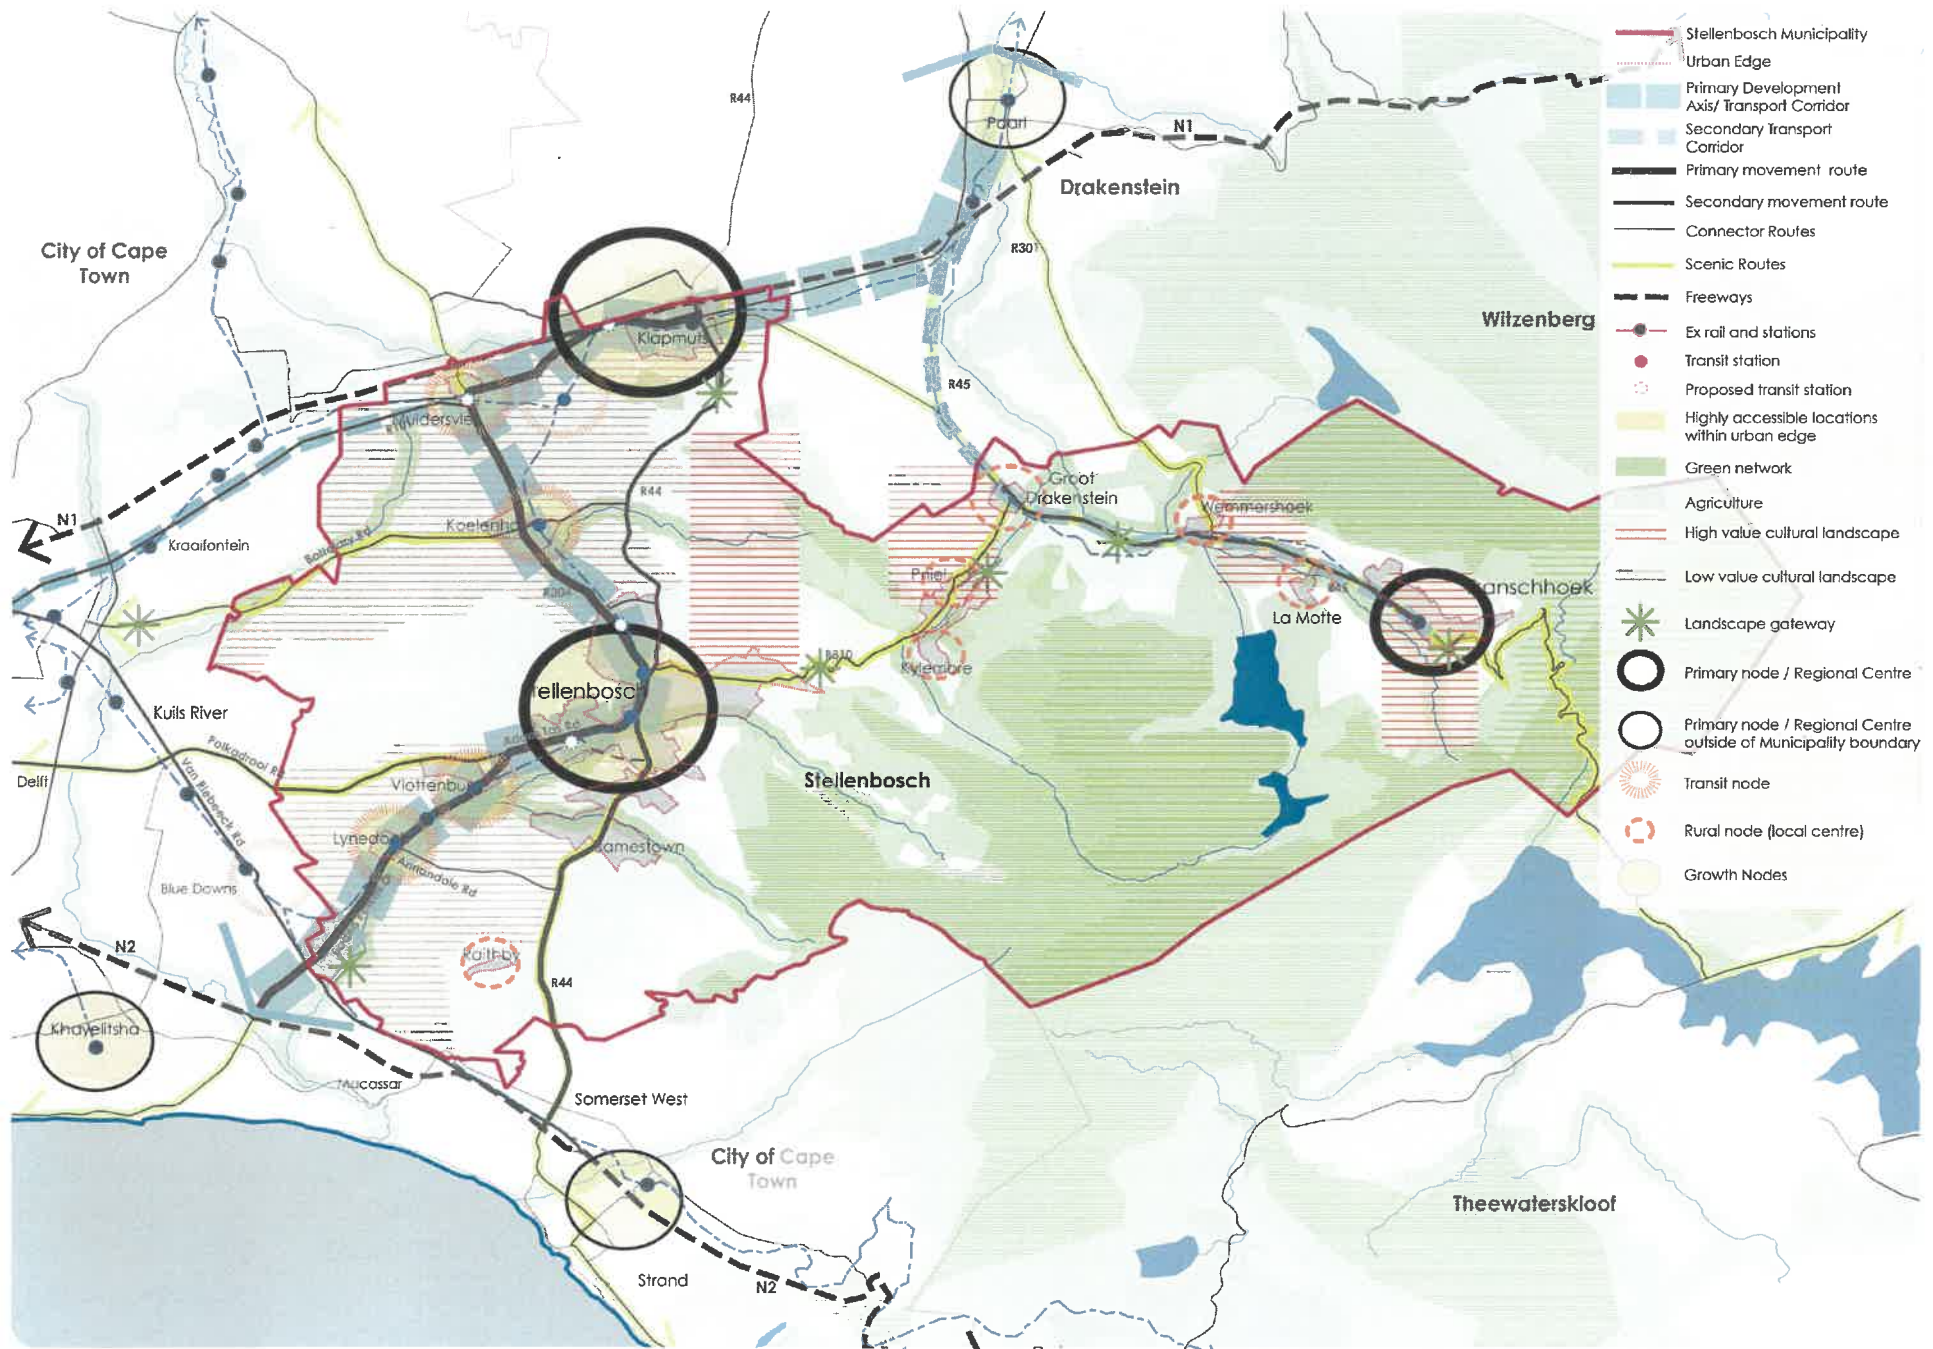 R44
N1
Paarl
Drakenstein
R301
City of Cape
Town
Klapmuts
R45
Witzenberg
Muldersvlei
R44
Groot
Drakenstein
Wemmershoek
Koelenhof
N1
Kraaifontein
Bottelary Rd
R304
Pniel
R45
La Motte
anschhoek
Kylemore
R310
tellenbosch
Kuils River
Polkadraai Rd
Van Riebeeck Rd
Delft
Vlottenburg
Stellenbosch
Lynedoch
Jamestown
Annandale Rd
Blue Downs
N2
Raithby
R44
Khayelitsha
Macassar
Somerset West
City of Cape
Town
Strand
N2
Theewaterskloof
Stellenbosch Municipality
Urban Edge
Primary Development
Axis/ Transport Corridor
Secondary Transport
Corridor
Primary movement route
Secondary movement route
Connector Routes
Scenic Routes
Freeways
Ex rail and stations
Transit station
Proposed transit station
Highly accessible locations
within urban edge
Green network
Agriculture
High value cultural landscape
Low value cultural landscape
Landscape gateway
Primary node / Regional Centre
Primary node / Regional Centre
outside of Municipality boundary
Transit node
Rural node (local centre)
Growth Nodes